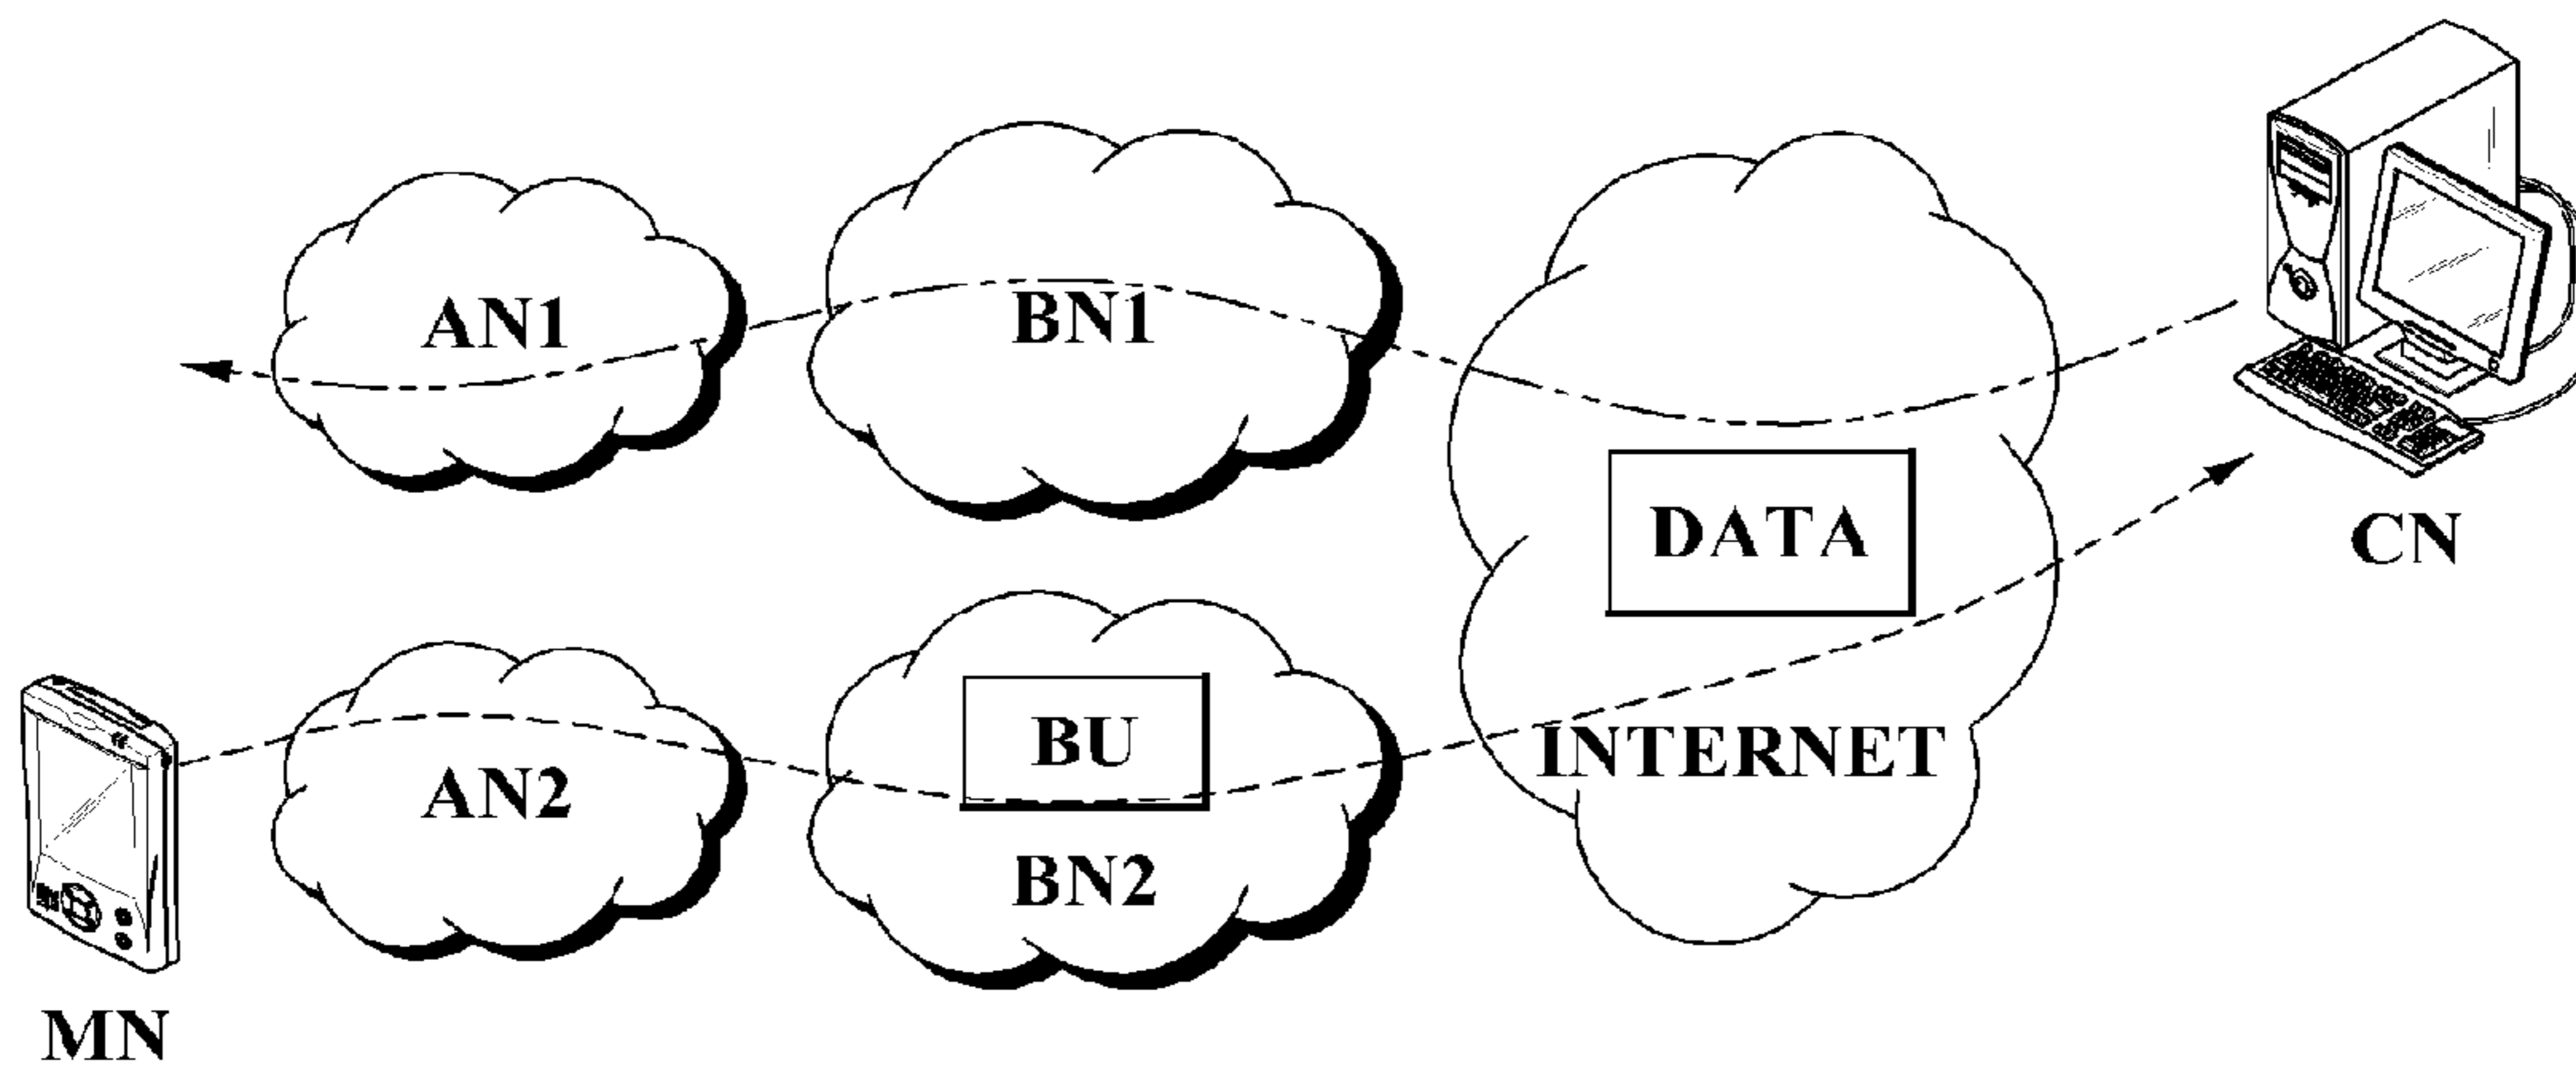 AN1
BN1
DATA
CN
BU
INTERNET
AN2
BN2
MN